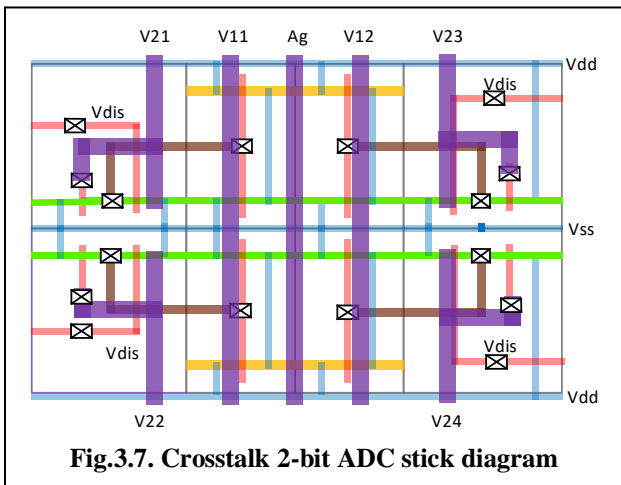 V21 V11 Ag V12 V23
Vdd
Vdis
Vdis
Vss
Vdis
Vdis
Vdd
V22 V24
Fig.3.7. Crosstalk 2-bit ADC stick diagram